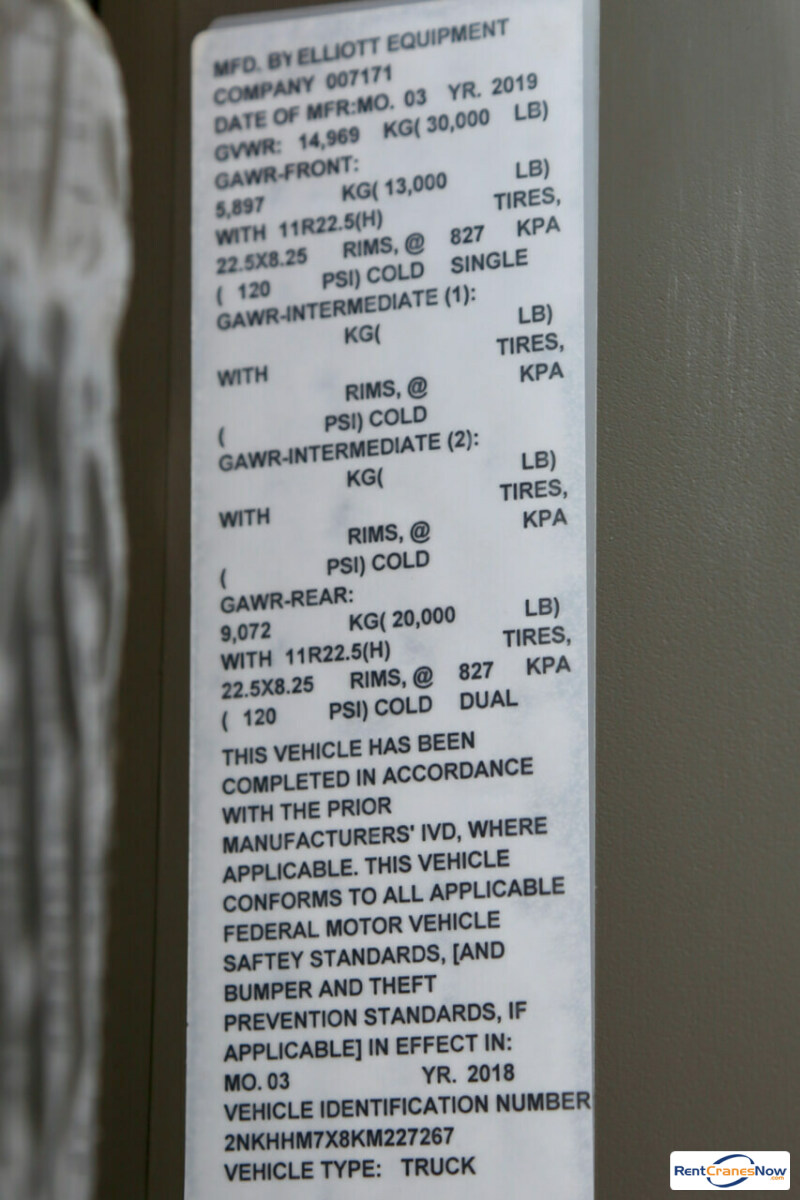 MFD. BY ELLIOTT EQUIPMENT
COMPANY 007171
DATE OF MFR:MO. 03 YR. 2019
GVWR: 14,969 KG( 30,000 LB)
GAWR-FRONT:
5,897 KG( 13,000 LB)
WITH 11R22.5(H) TIRES,
22.5X8.25 RIMS, @ 827 KPA
( 120 PSI) COLD SINGLE
GAWR-INTERMEDIATE (1):
KG( LB)
WITH TIRES,
RIMS, @ KPA
( PSI) COLD
GAWR-INTERMEDIATE (2):
KG( LB)
WITH TIRES,
RIMS, @ KPA
( PSI) COLD
GAWR-REAR:
9,072 KG( 20,000 LB)
WITH 11R22.5(H) TIRES,
22.5X8.25 RIMS, @ 827 KPA
( 120 PSI) COLD DUAL
THIS VEHICLE HAS BEEN
COMPLETED IN ACCORDANCE
WITH THE PRIOR
MANUFACTURERS' IVD, WHERE
APPLICABLE. THIS VEHICLE
CONFORMS TO ALL APPLICABLE
FEDERAL MOTOR VEHICLE
SAFTEY STANDARDS, [AND
BUMPER AND THEFT
PREVENTION STANDARDS, IF
APPLICABLE] IN EFFECT IN:
MO. 03 YR. 2018
VEHICLE IDENTIFICATION NUMBER
2NKHHM7X8KM227267
VEHICLE TYPE: TRUCK
RentCranesNow
.com